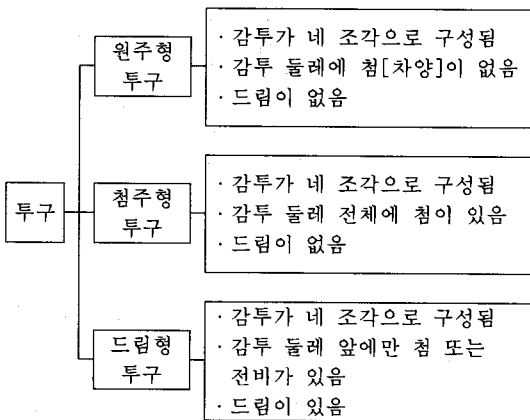 원주형
투구
· 감투가 네 조각으로 구성됨
· 감투 둘레에 첨[차양]이 없음
· 드림이 없음
투구
첨주형
투구
· 감투가 네 조각으로 구성됨
· 감투 둘레 전체에 첨이 있음
· 드림이 없음
드림형
투구
· 감투가 네 조각으로 구성됨
· 감투 둘레 앞에만 첨 또는
전비가 있음
· 드림이 있음